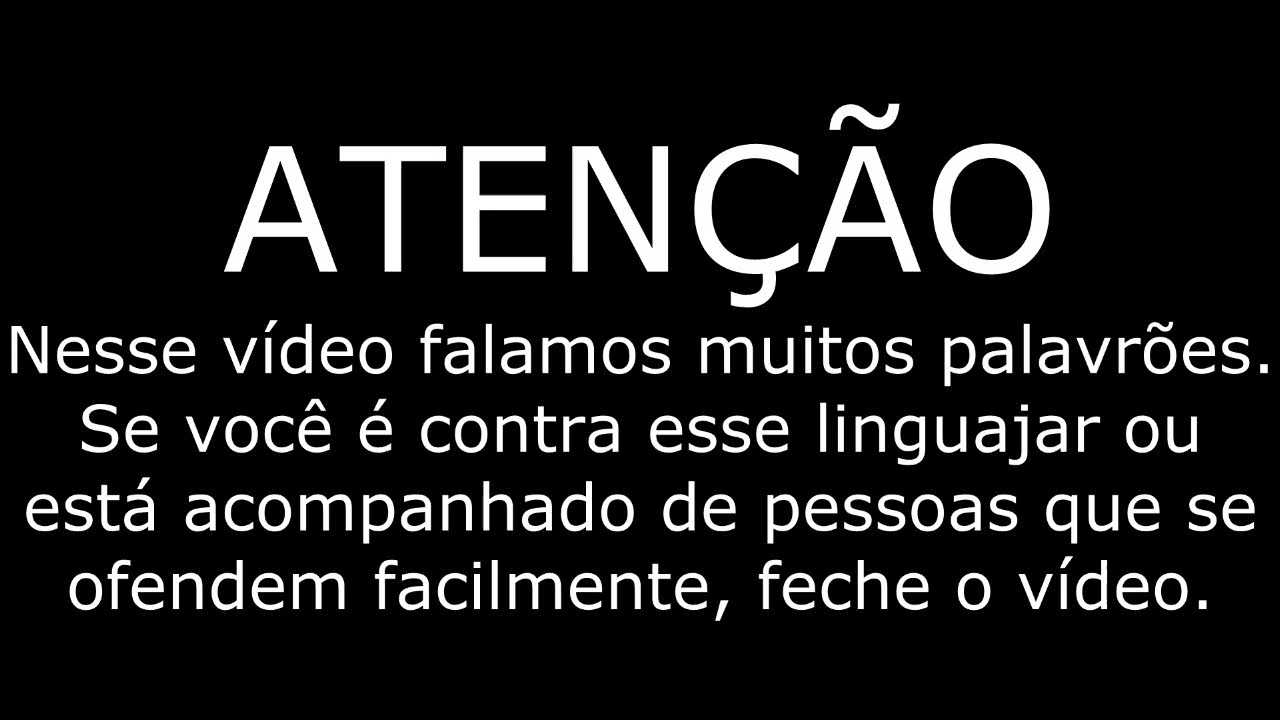 ATENÇÃO
Nesse vídeo falamos muitos palavrões.
Se você é contra esse linguajar ou
está acompanhado de pessoas que se
ofendem facilmente, feche o vídeo.